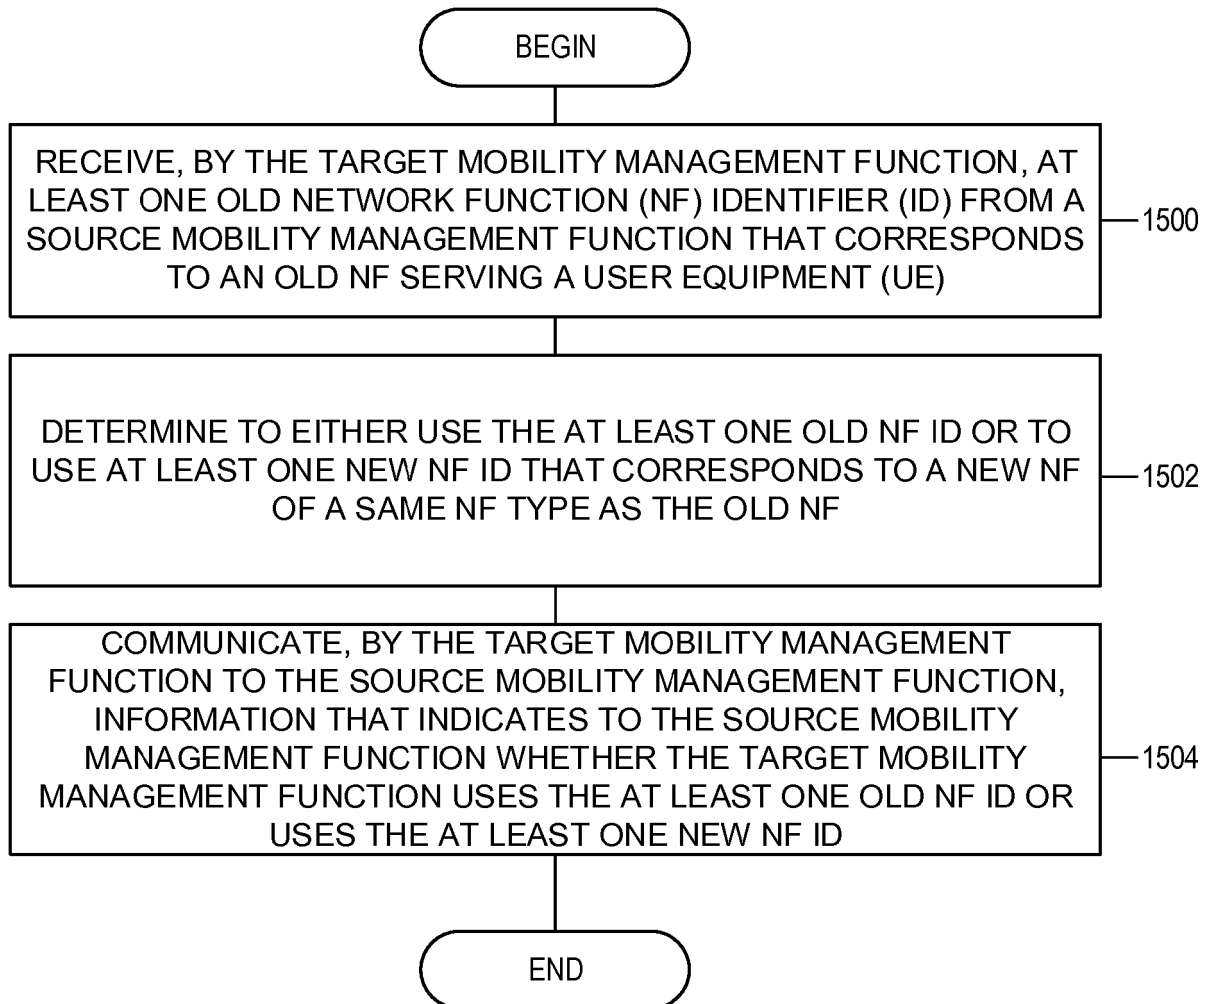 BEGIN
RECEIVE, BY THE TARGET MOBILITY MANAGEMENT FUNCTION, AT
LEAST ONE OLD NETWORK FUNCTION (NF) IDENTIFIER (ID) FROM A
SOURCE MOBILITY MANAGEMENT FUNCTION THAT CORRESPONDS
TO AN OLD NF SERVING A USER EQUIPMENT (UE)
1500
DETERMINE TO EITHER USE THE AT LEAST ONE OLD NF ID OR TO
USE AT LEAST ONE NEW NF ID THAT CORRESPONDS TO A NEW NF
OF A SAME NF TYPE AS THE OLD NF
1502
COMMUNICATE, BY THE TARGET MOBILITY MANAGEMENT
FUNCTION TO THE SOURCE MOBILITY MANAGEMENT FUNCTION,
INFORMATION THAT INDICATES TO THE SOURCE MOBILITY
MANAGEMENT FUNCTION WHETHER THE TARGET MOBILITY
MANAGEMENT FUNCTION USES THE AT LEAST ONE OLD NF ID OR
USES THE AT LEAST ONE NEW NF ID
1504
END